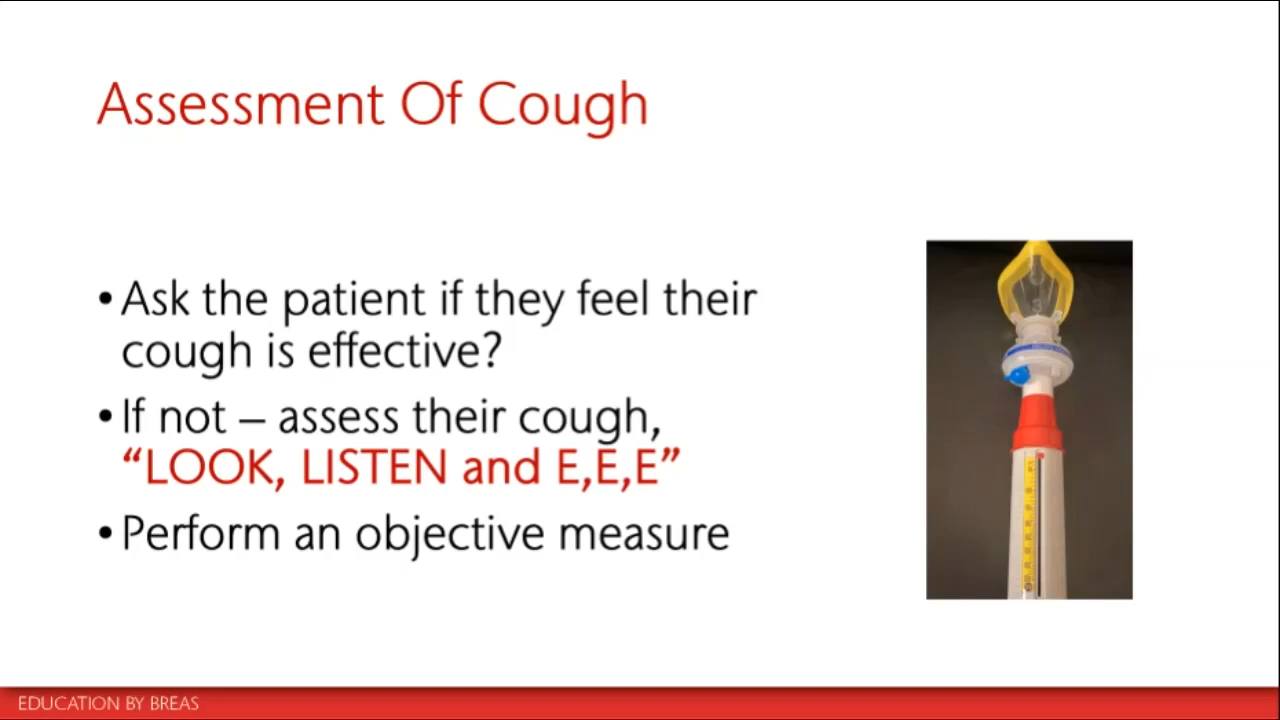 Assessment Of Cough
•Ask the patient if they feel their
cough is effective?
•If not – assess their cough,
“LOOK, LISTEN and E,E,E”
•Perform an objective measure
EDUCATION BY BREAS